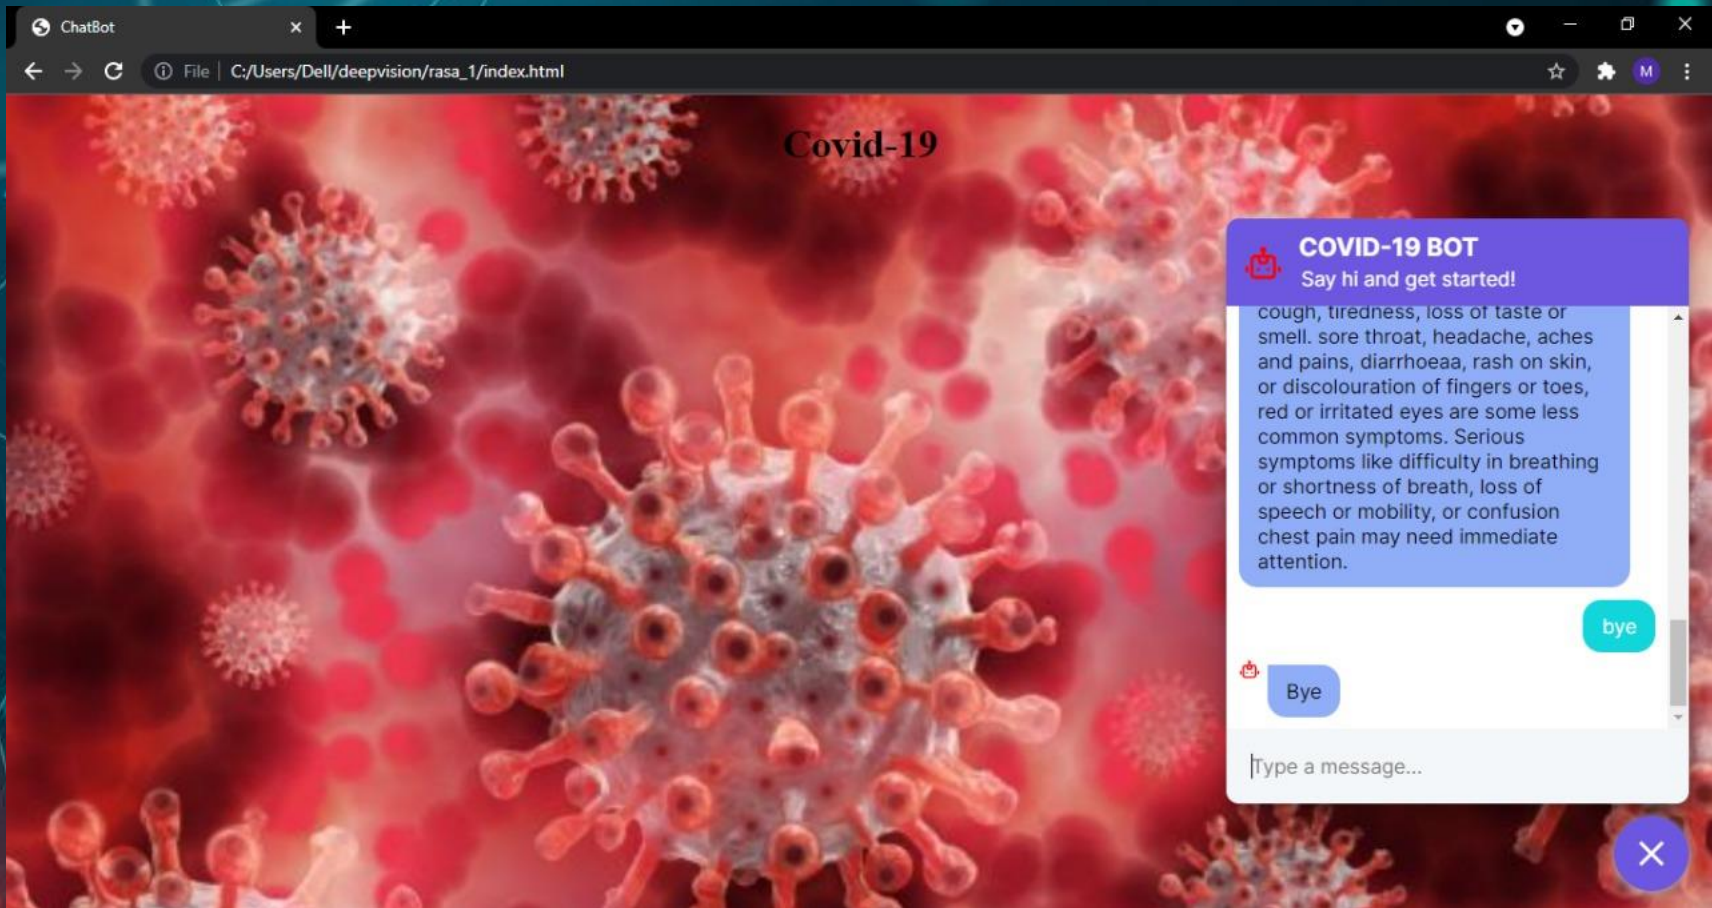 ChatBot
File
C:/Users/Dell/deepvision/rasa_1/index.html
M
Covid-19
COVID-19 BOT
Say hi and get started!
cough, tiredness, loss of taste or
smell. sore throat, headache, aches
and pains, diarrhoeaa, rash on skin,
or discolouration of fingers or toes,
red or irritated eyes are some less
common symptoms. Serious
symptoms like difficulty in breathing
or shortness of breath, loss of
speech or mobility, or confusion
chest pain may need immediate
attention.
bye
Bye
Type a message...